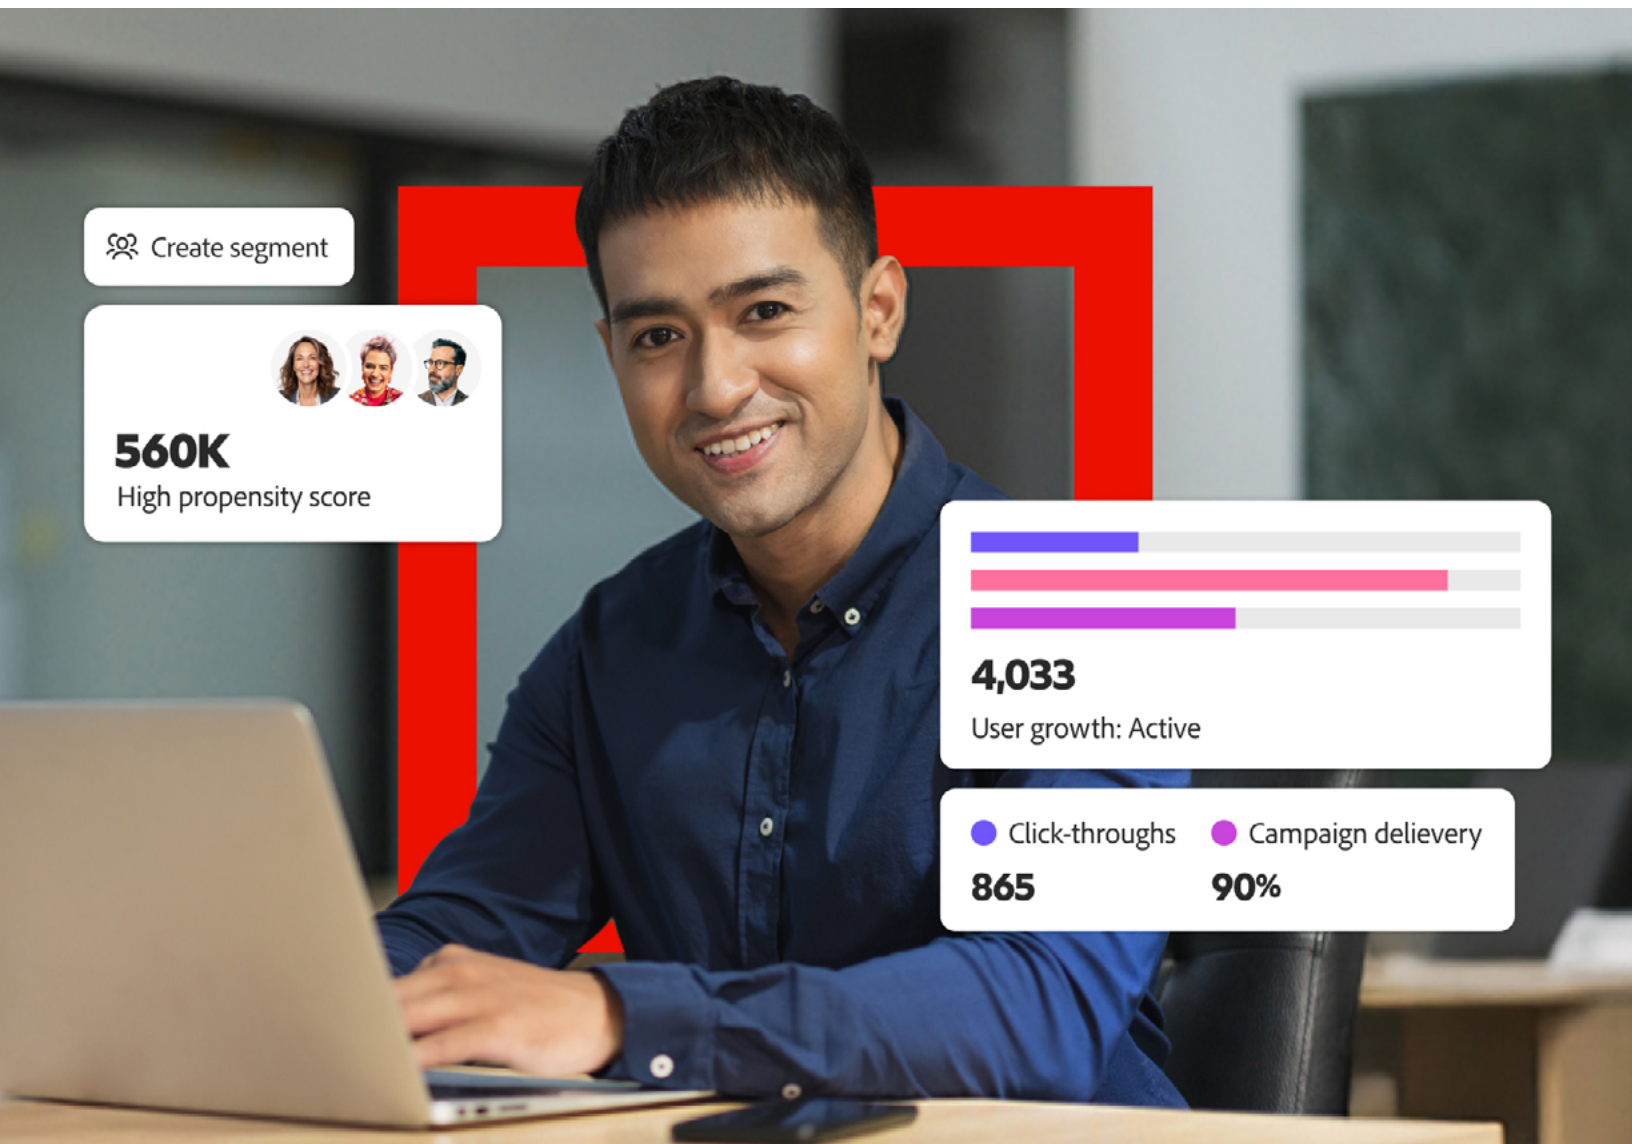 Create segment
560K
High propensity score
4,033
User growth: Active
Click-throughs
Campaign delievery
865
90%